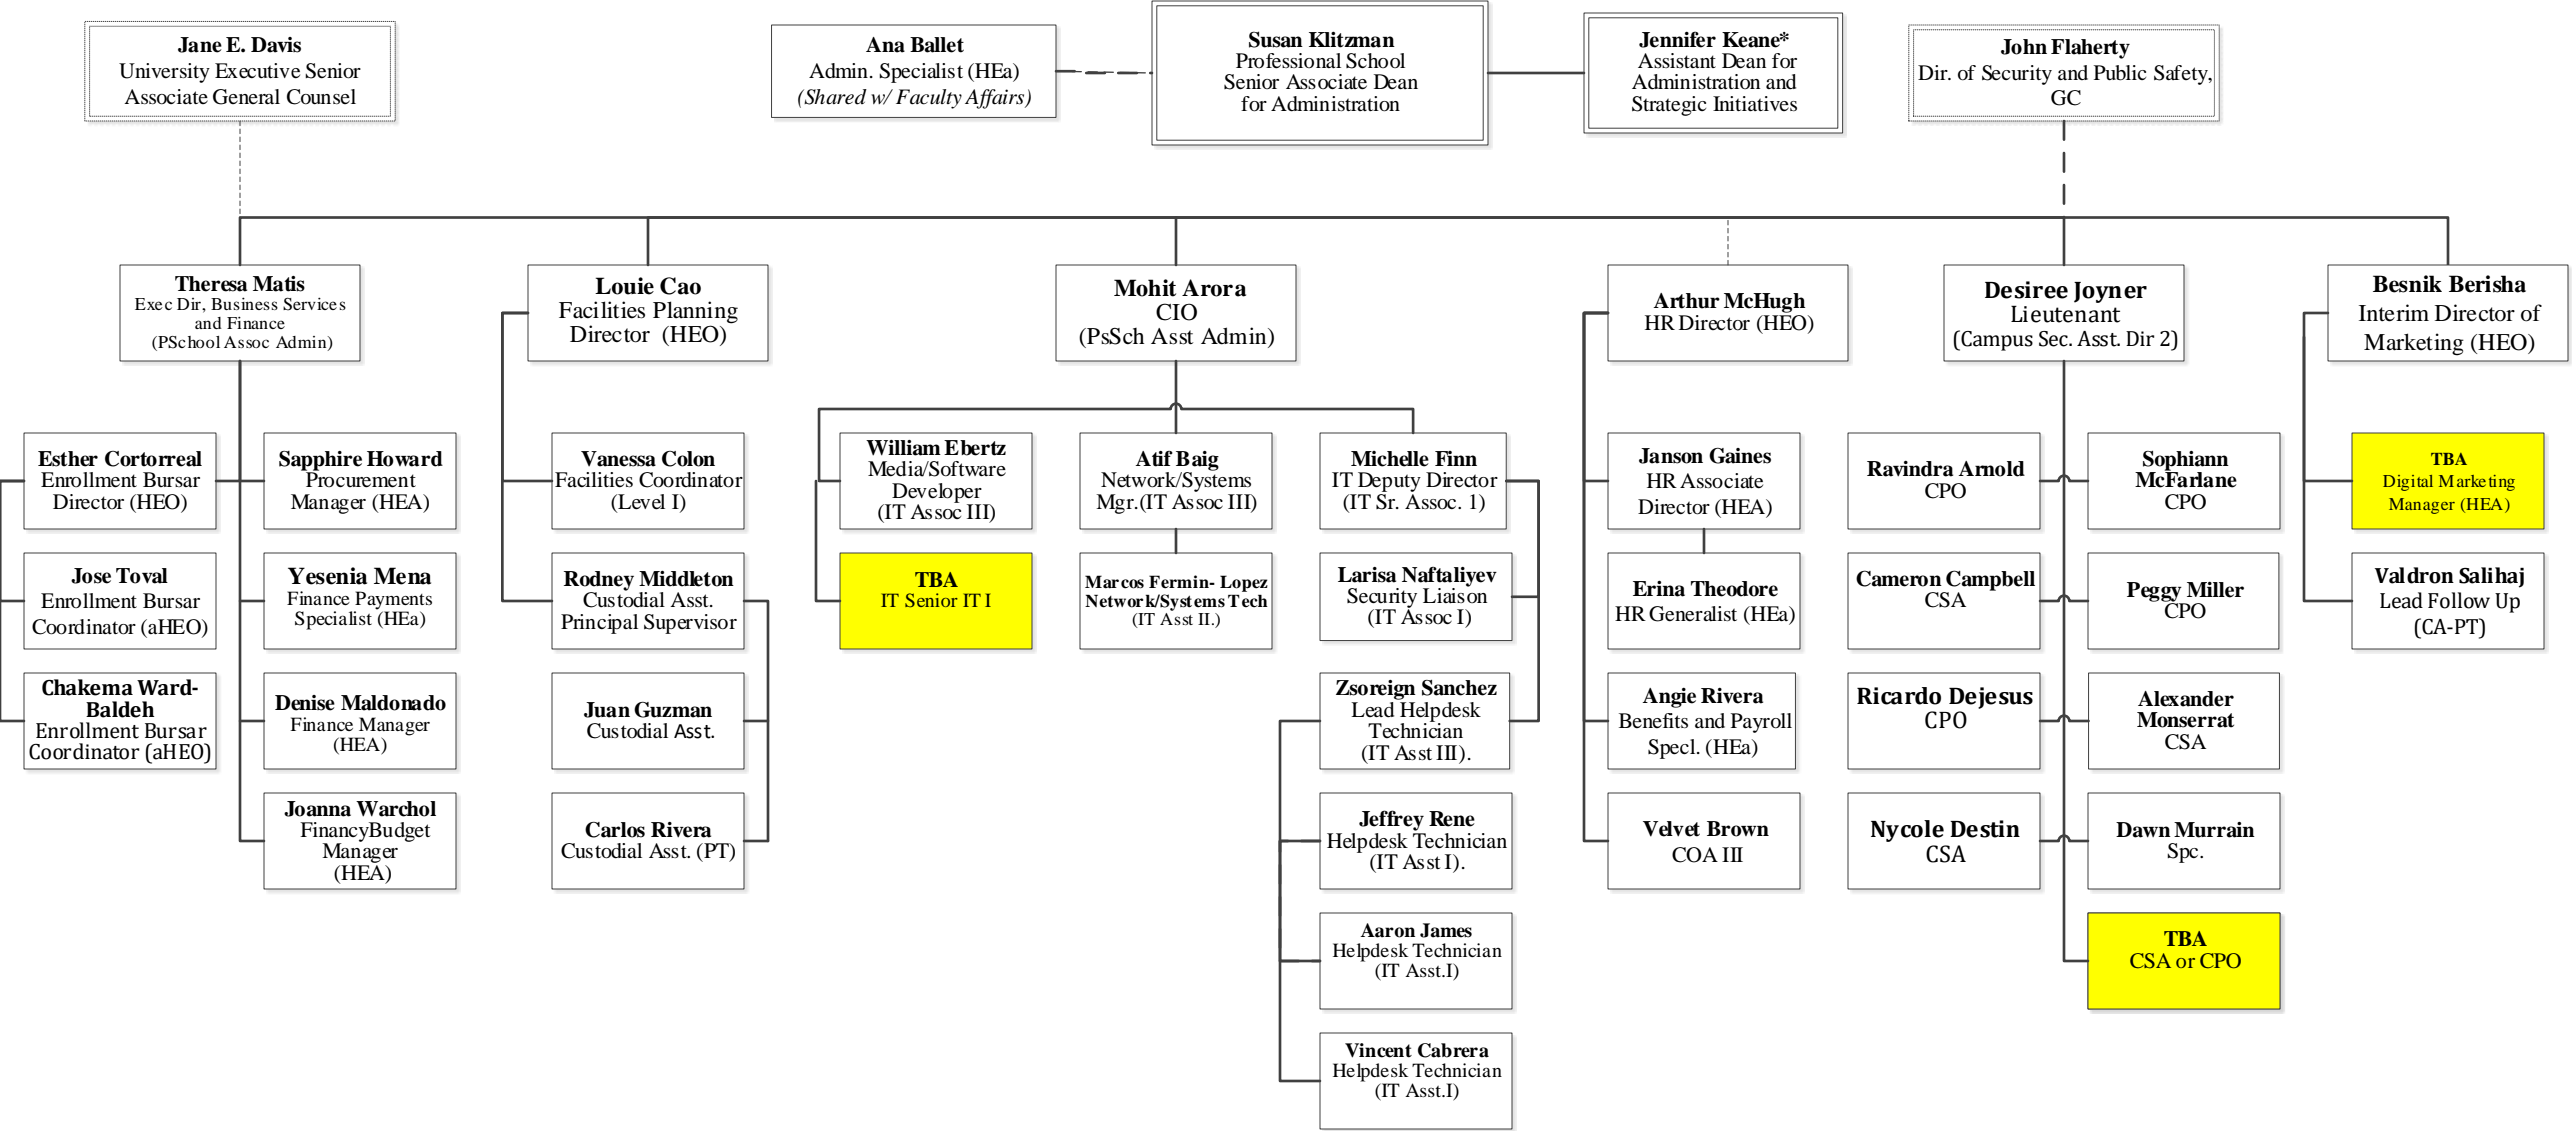 Jane E. Davis
University Executive Senior
Associate General Counsel
Ana Ballet
Admin. Specialist (HEa)
(Shared w/ Faculty Affairs)
Susan Klitzman
Professional School
Senior Associate Dean
for Administration
Jennifer Keane*
Assistant Dean for
Administration and
Strategic Initiatives
John Flaherty
Dir. of Security and Public Safety,
GC
Theresa Matis
Exec Dir, Business Services
and Finance
(PSchool Assoc Admin)
Louie Cao
Facilities Planning
Director (HEO)
Mohit Arora
CIO
(PsSch Asst Admin)
Arthur McHugh
HR Director (HEO)
Desiree Joyner
Lieutenant
(Campus Sec. Asst. Dir 2)
Besnik Berisha
Interim Director of
Marketing (HEO)
Esther Cortorreal
Enrollment Bursar
Director (HEO)
Sapphire Howard
Procurement
Manager (HEA)
Vanessa Colon
Facilities Coordinator
(Level I)
William Ebertz
Media/Software
Developer
(IT Assoc III)
Atif Baig
Network/Systems
Mgr.(IT Assoc III)
Michelle Finn
IT Deputy Director
(IT Sr. Assoc. 1)
Janson Gaines
HR Associate
Director (HEA)
Ravindra Arnold
CPO
Sophiann
McFarlane
CPO
TBA
Digital Marketing
Manager (HEA)
Jose Toval
Enrollment Bursar
Coordinator (aHEO)
Yesenia Mena
Finance Payments
Specialist (HEa)
Rodney Middleton
Custodial Asst.
Principal Supervisor
TBA
IT Senior IT I
Marcos Fermin- Lopez
Network/Systems Tech
(IT Asst II.)
Larisa Naftaliyev
Security Liaison
(IT Assoc I)
Erina Theodore
HR Generalist (HEa)
Cameron Campbell
CSA
Peggy Miller
CPO
Valdron Salihaj
Lead Follow Up
(CA-PT)
Chakema Ward-
Baldeh
Enrollment Bursar
Coordinator (aHEO)
Denise Maldonado
Finance Manager
(HEA)
Juan Guzman
Custodial Asst.
Zsoreign Sanchez
Lead Helpdesk
Technician
(IT Asst III).
Angie Rivera
Benefits and Payroll
Specl. (HEa)
Ricardo Dejesus
CPO
Alexander
Monserrat
CSA
Joanna Warchol
FinancyBudget
Manager
(HEA)
Carlos Rivera
Custodial Asst. (PT)
Jeffrey Rene
Helpdesk Technician
(IT Asst I).
Velvet Brown
COA III
Nycole Destin
CSA
Dawn Murrain
Spc.
Aaron James
Helpdesk Technician
(IT Asst.I)
TBA
CSA or CPO
Vincent Cabrera
Helpdesk Technician
(IT Asst.I)